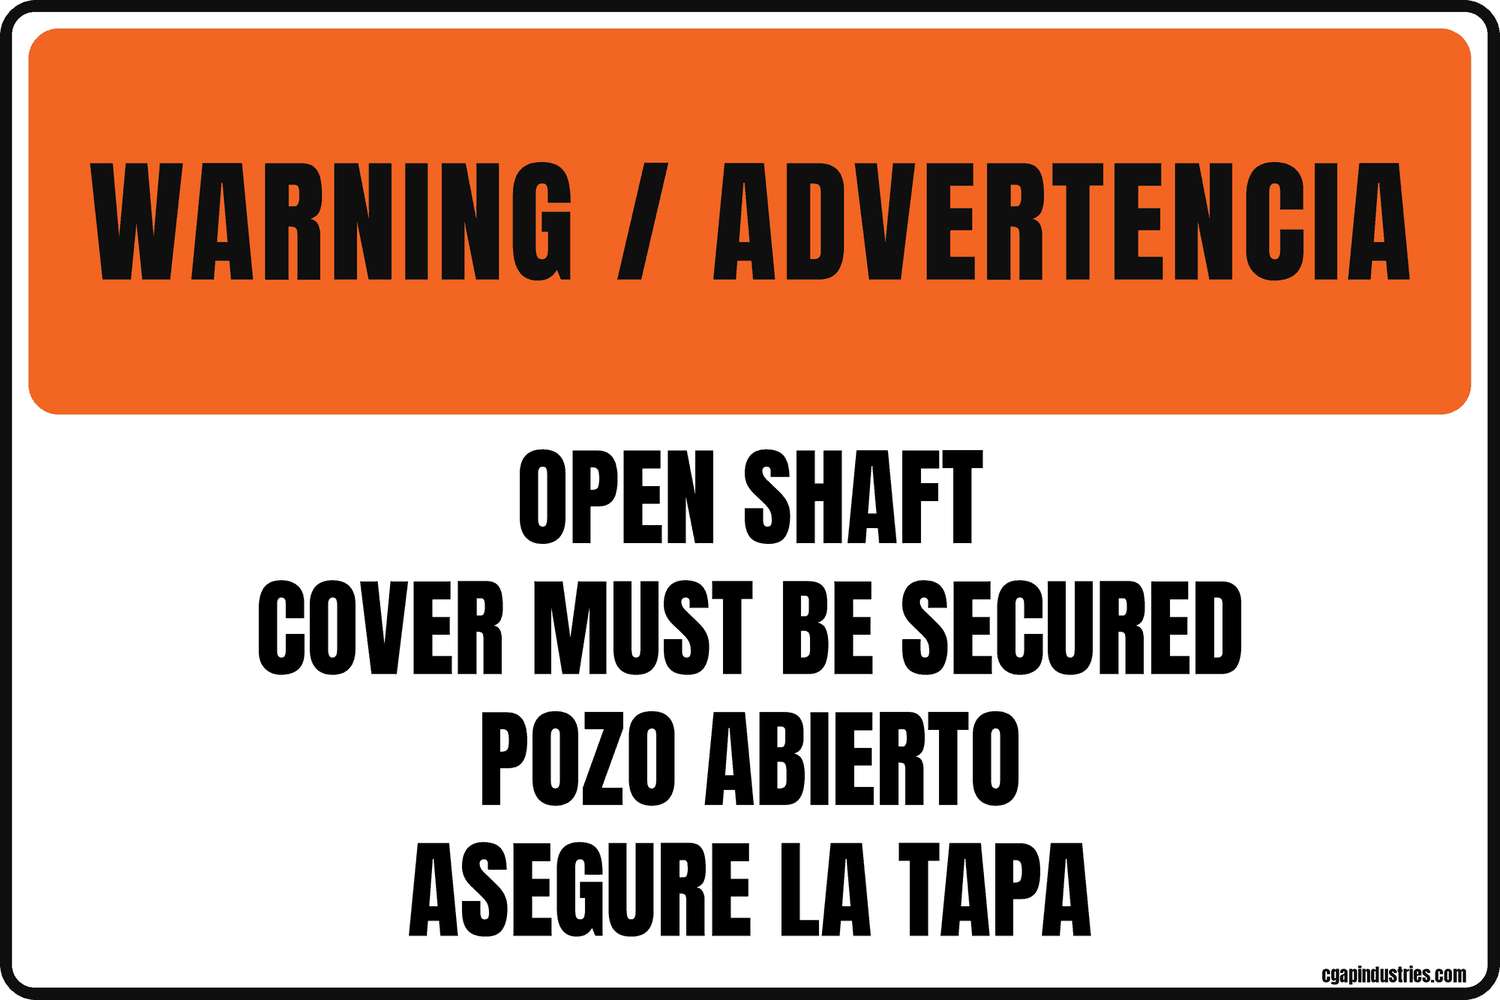 WARNING / ADVERTENCIA
OPEN SHAFT
COVER MUST BE SECURED
POZO ABIERTO
ASEGURE LA TAPA
cgapindustries.com